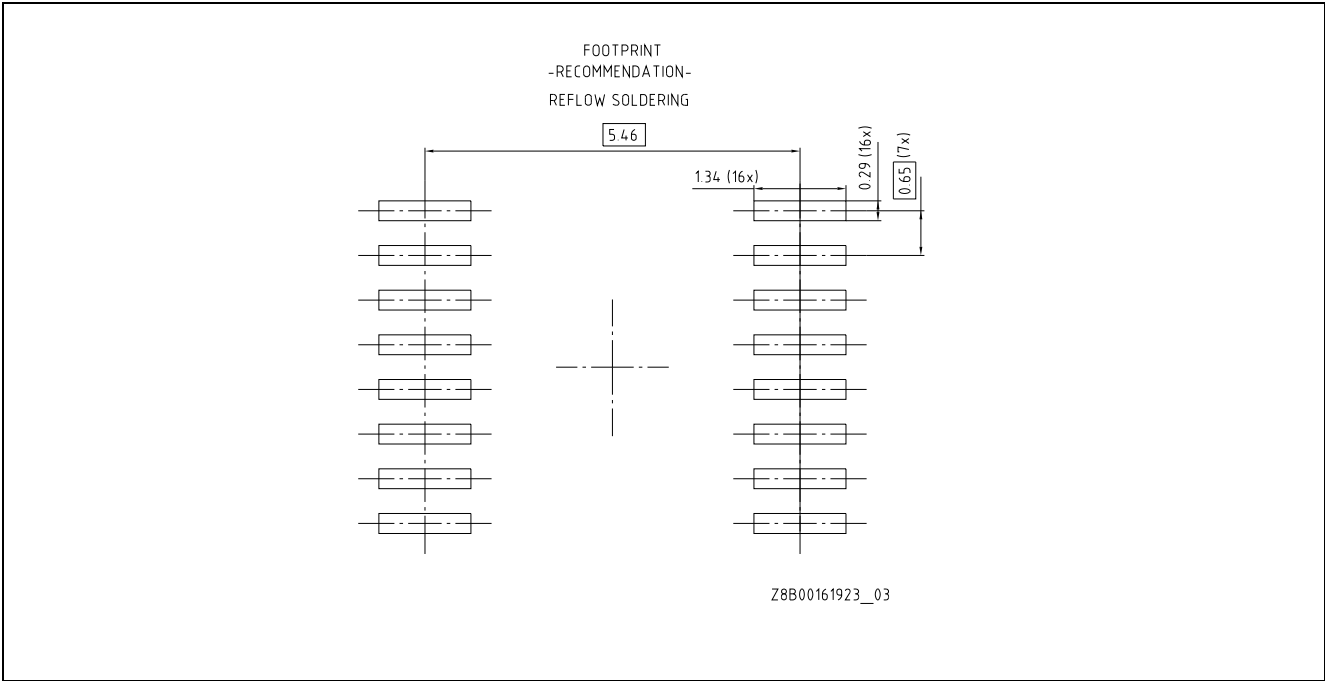 FOOTPRINT
-RECOMMENDATION-
REFLOW SOLDERING
5.46
1.34 (16x)
0.29 (16x)
0.65 (7x)
Z8B00161923_03